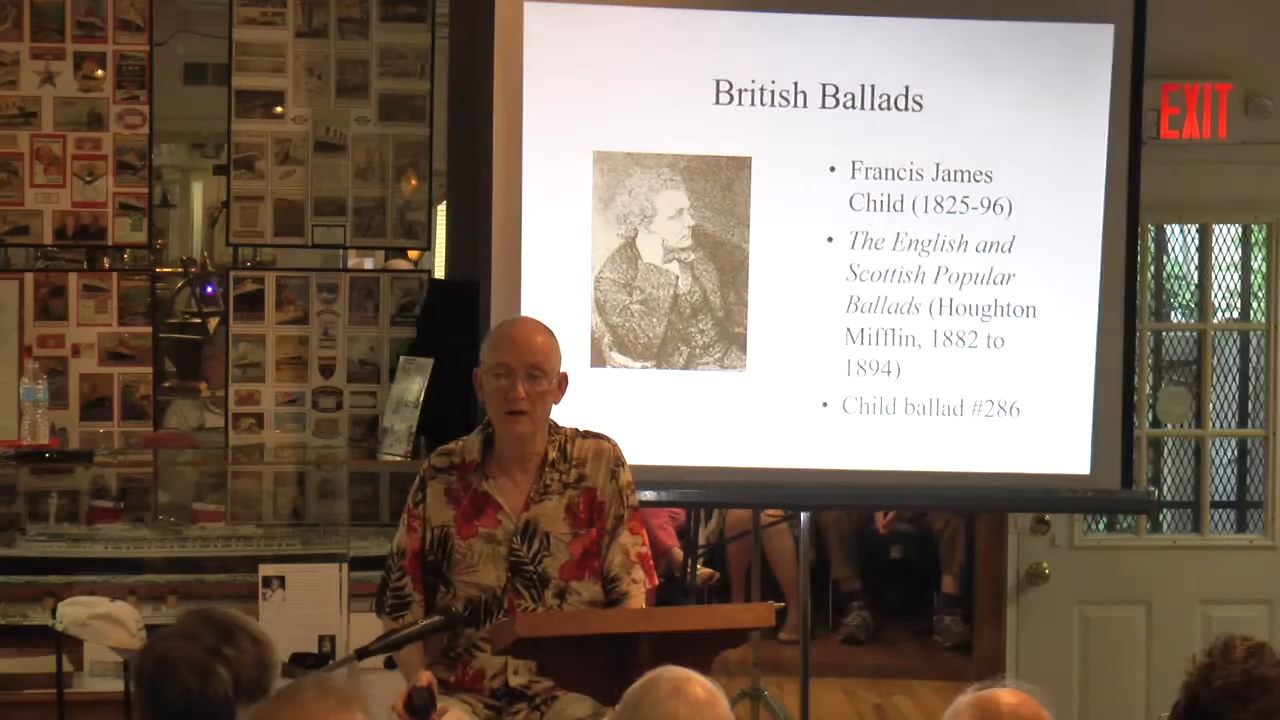 British Ballads
• Francis James
Child (1825-96)
• The English and
Scottish Popular
Ballads (Houghton
Mifflin, 1882 to
1894)
• Child ballad #286
EXIT